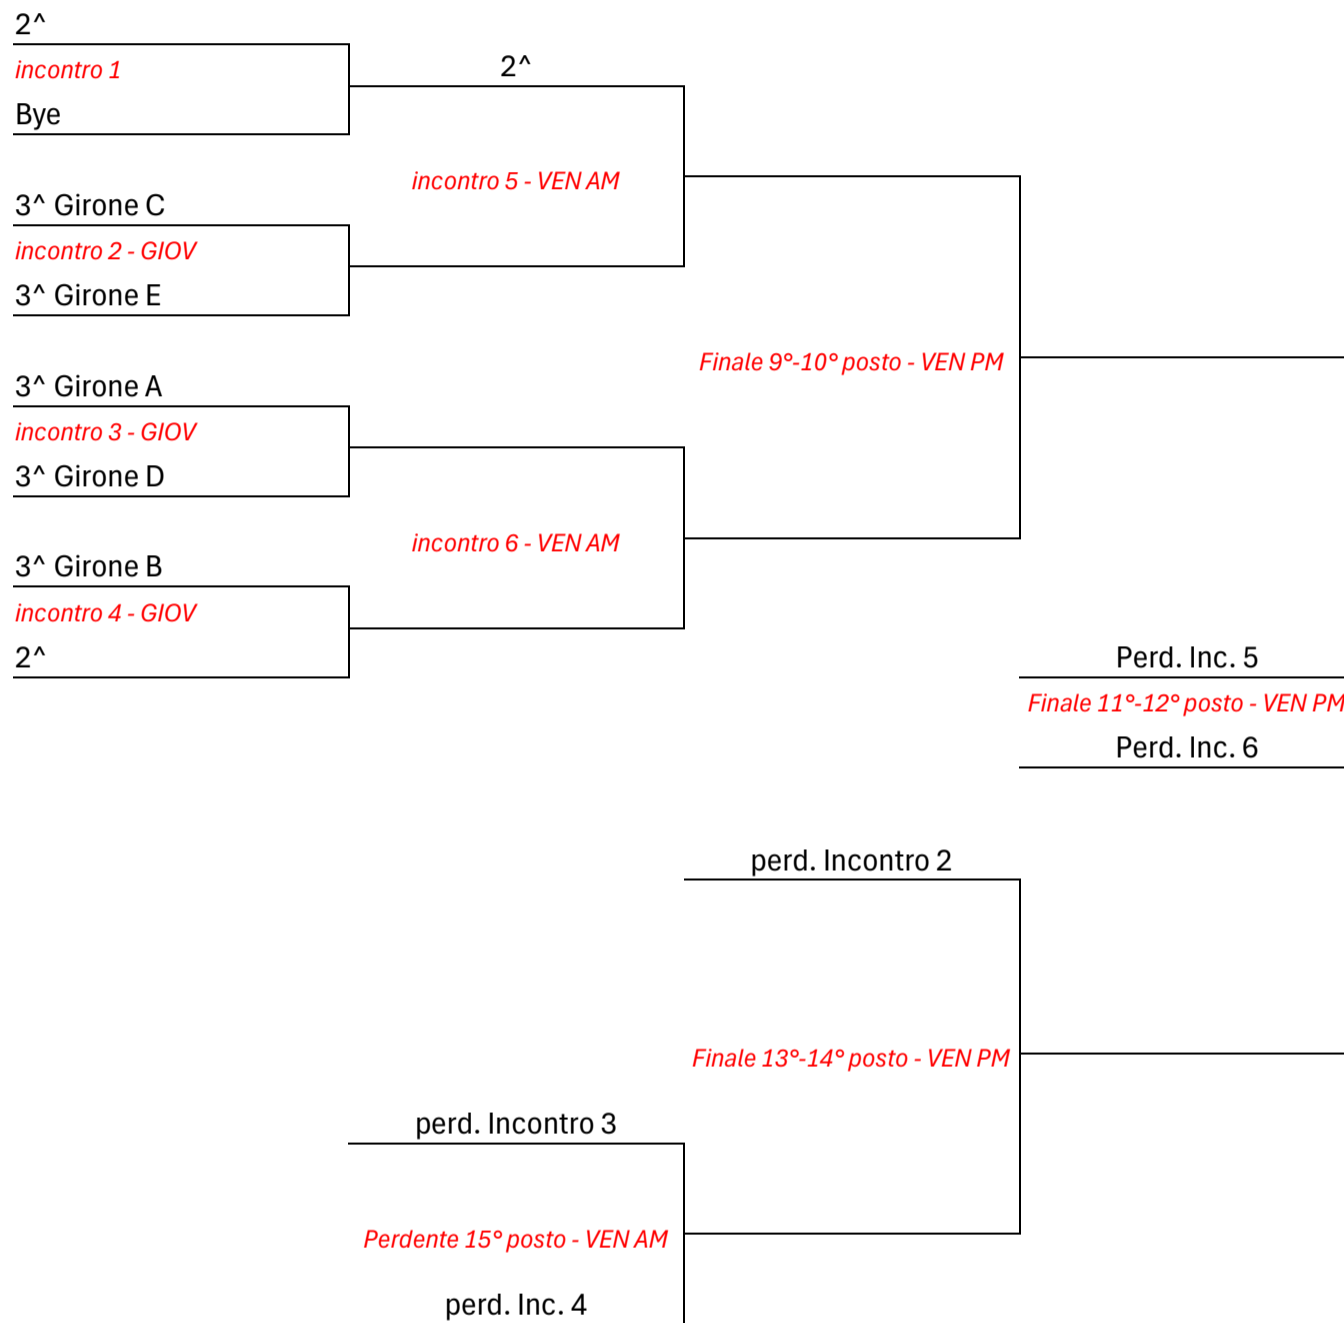 2^
incontro 1
Bye
2^
incontro 5 - VEN AM
3^ Girone C
incontro 2 - GIOV
3^ Girone E
Finale 9°-10° posto - VEN PM
3^ Girone A
incontro 3 - GIOV
3^ Girone D
incontro 6 - VEN AM
3^ Girone B
incontro 4 - GIOV
2^
Perd. Inc. 5
Finale 11°-12° posto - VEN PM
Perd. Inc. 6
perd. Incontro 2
Finale 13°-14° posto - VEN PM
perd. Incontro 3
Perdente 15° posto - VEN AM
perd. Inc. 4